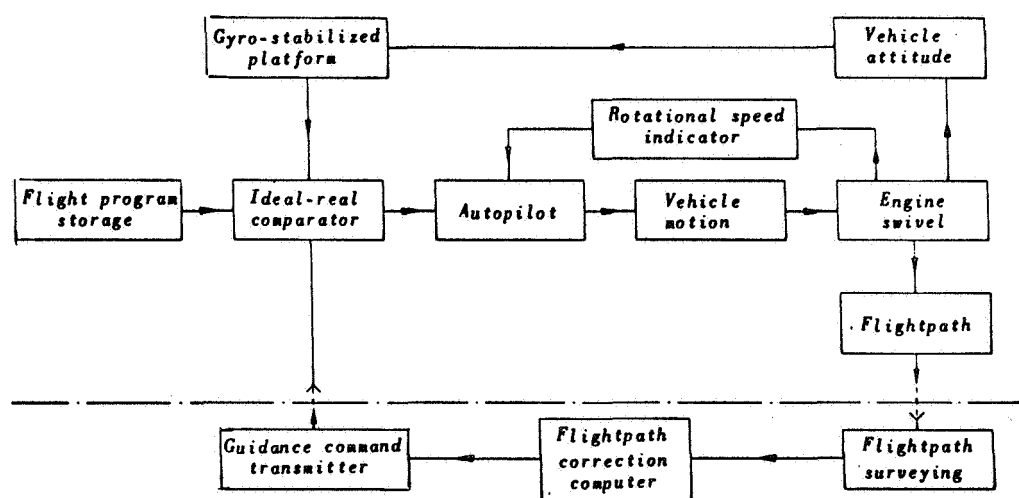 Gyro-stabilized
platform
Vehicle
attitude
Rotational speed
indicator
Flight program
storage
Ideal-real
comparator
Autopilot
Vehicle
motion
Engine
swivel
Flightpath
Guidance command
transmitter
Flightpath
correction
computer
Flightpath
surveying